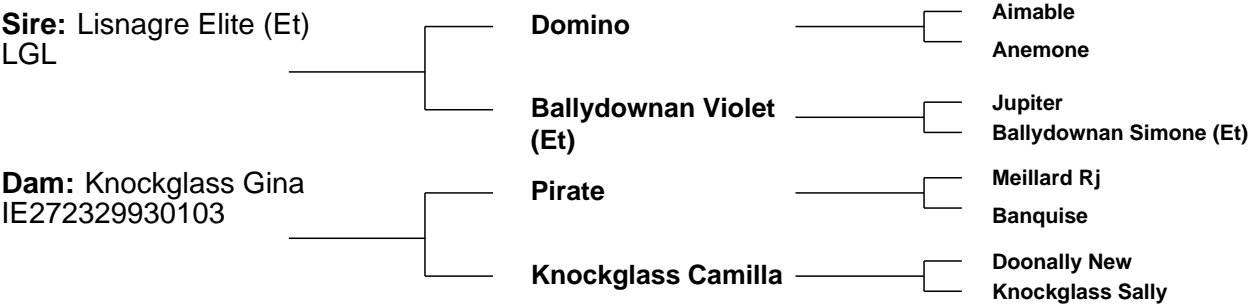 Sire: Lisnagre Elite (Et)
LGL
Domino
Aimable
Anemone
Ballydownan Violet
(Et)
Jupiter
Ballydownan Simone (Et)
Dam: Knockglass Gina
IE272329930103
Pirate
Meillard Rj
Banquise
Knockglass Camilla
Doonally New
Knockglass Sally